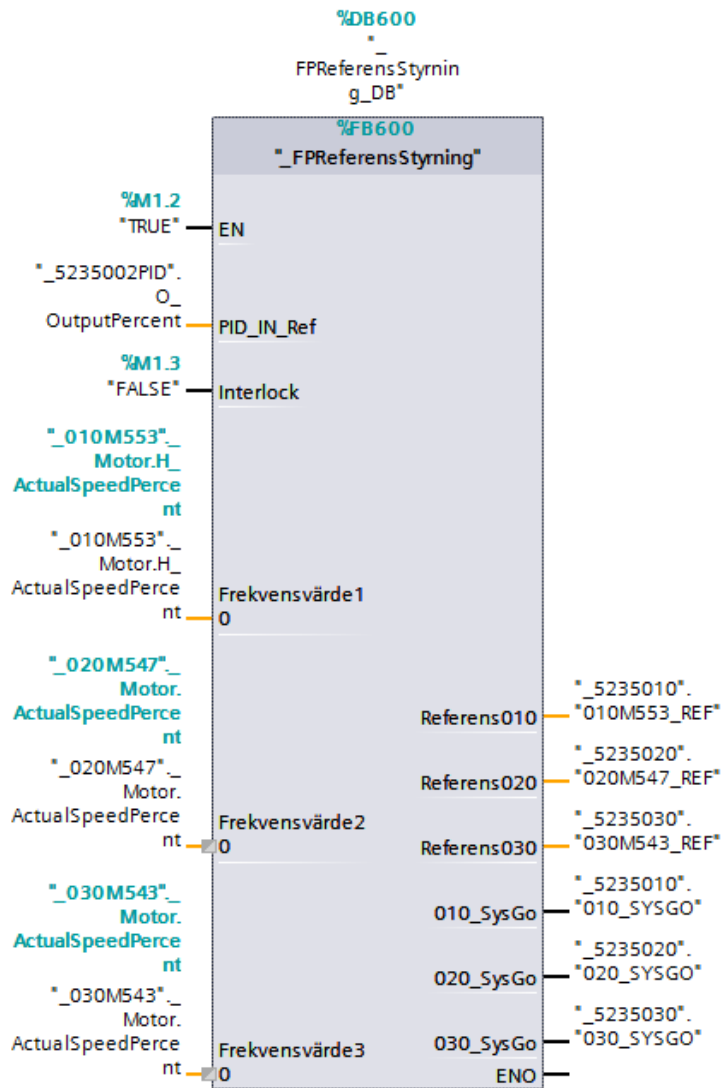 %DB600
"_
FPReferensStyrnin
g_DB"
%FB600
"_FPReferensStyrning"
%M1.2
"TRUE"
EN
"_5235002PID".
O_
OutputPercent
PID_IN_Ref
%M1.3
"FALSE"
Interlock
"_010M553"._
Motor.H_
ActualSpeedPerce
nt
"_010M553"._
Motor.H_
ActualSpeedPerce
nt
Frekvensvärde1
0
"_020M547"._
Motor.
ActualSpeedPerce
nt
"_020M547"._
Motor.
ActualSpeedPerce
nt
Frekvensvärde2
0
"_030M543"._
Motor.
ActualSpeedPerce
nt
"_030M543"._
Motor.
ActualSpeedPerce
nt
Frekvensvärde3
0
Referens010
"_5235010".
"010M553_REF"
Referens020
"_5235020".
"020M547_REF"
Referens030
"_5235030".
"030M543_REF"
010_SysGo
"_5235010".
"010_SYSGO"
020_SysGo
"_5235020".
"020_SYSGO"
030_SysGo
"_5235030".
"030_SYSGO"
ENO